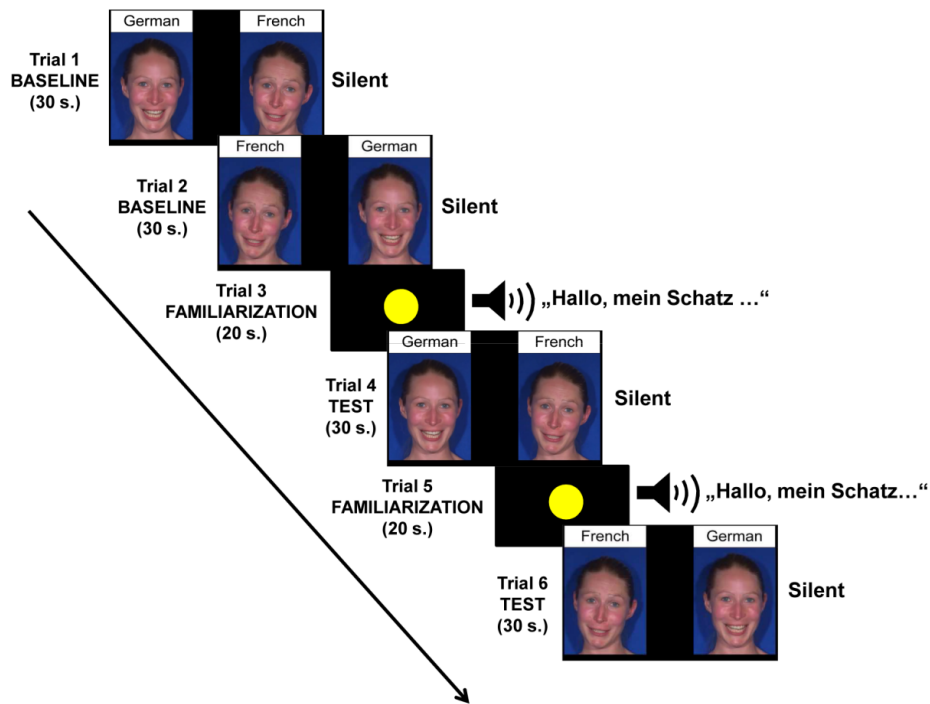 German French
Trial 1
BASELINE
(30 s.)
Silent
French German
Trial 2
BASELINE
(30 s.)
Silent
Trial 3
FAMILIARIZATION
(20 s.)
„Hallo, mein Schatz …“
German French
Trial 4
TEST
(30 s.)
Silent
Trial 5
FAMILIARIZATION
(20 s.)
„Hallo, mein Schatz…“
French German
Trial 6
TEST
(30 s.)
Silent